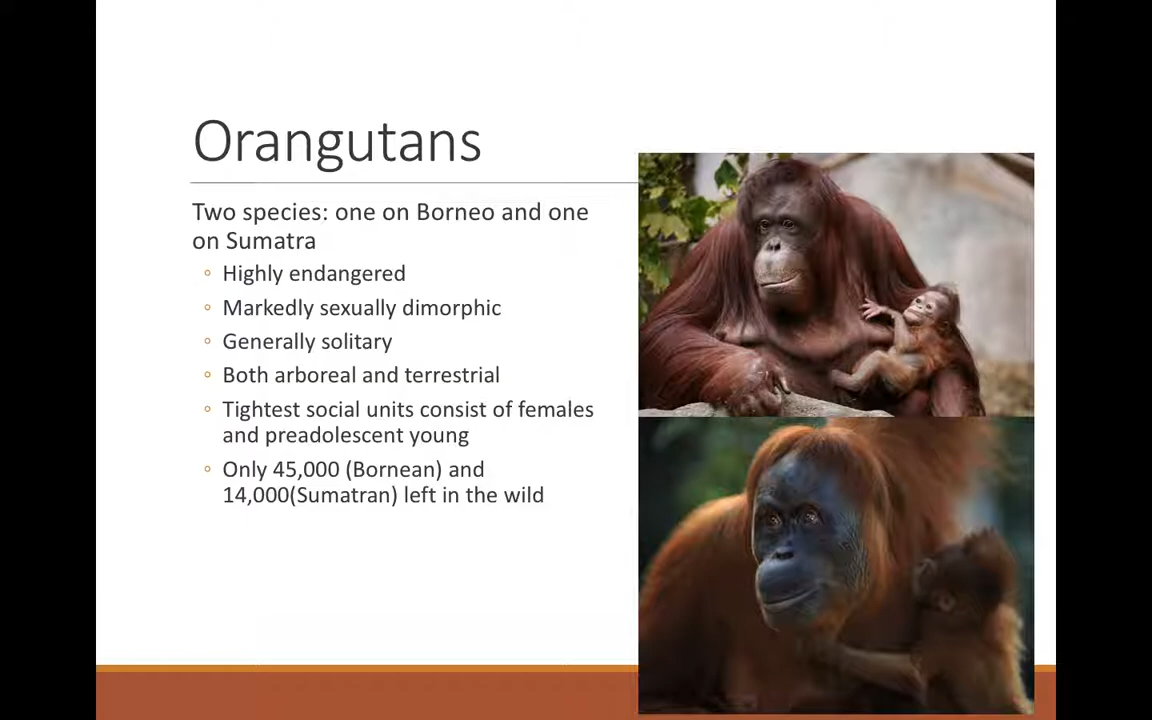 Orangutans
Two species: one on Borneo and one
on Sumatra
◦ Highly endangered
◦ Markedly sexually dimorphic
◦ Generally solitary
◦ Both arboreal and terrestrial
◦ Tightest social units consist of females
and preadolescent young
◦ Only 45,000 (Bornean) and
14,000(Sumatran) left in the wild